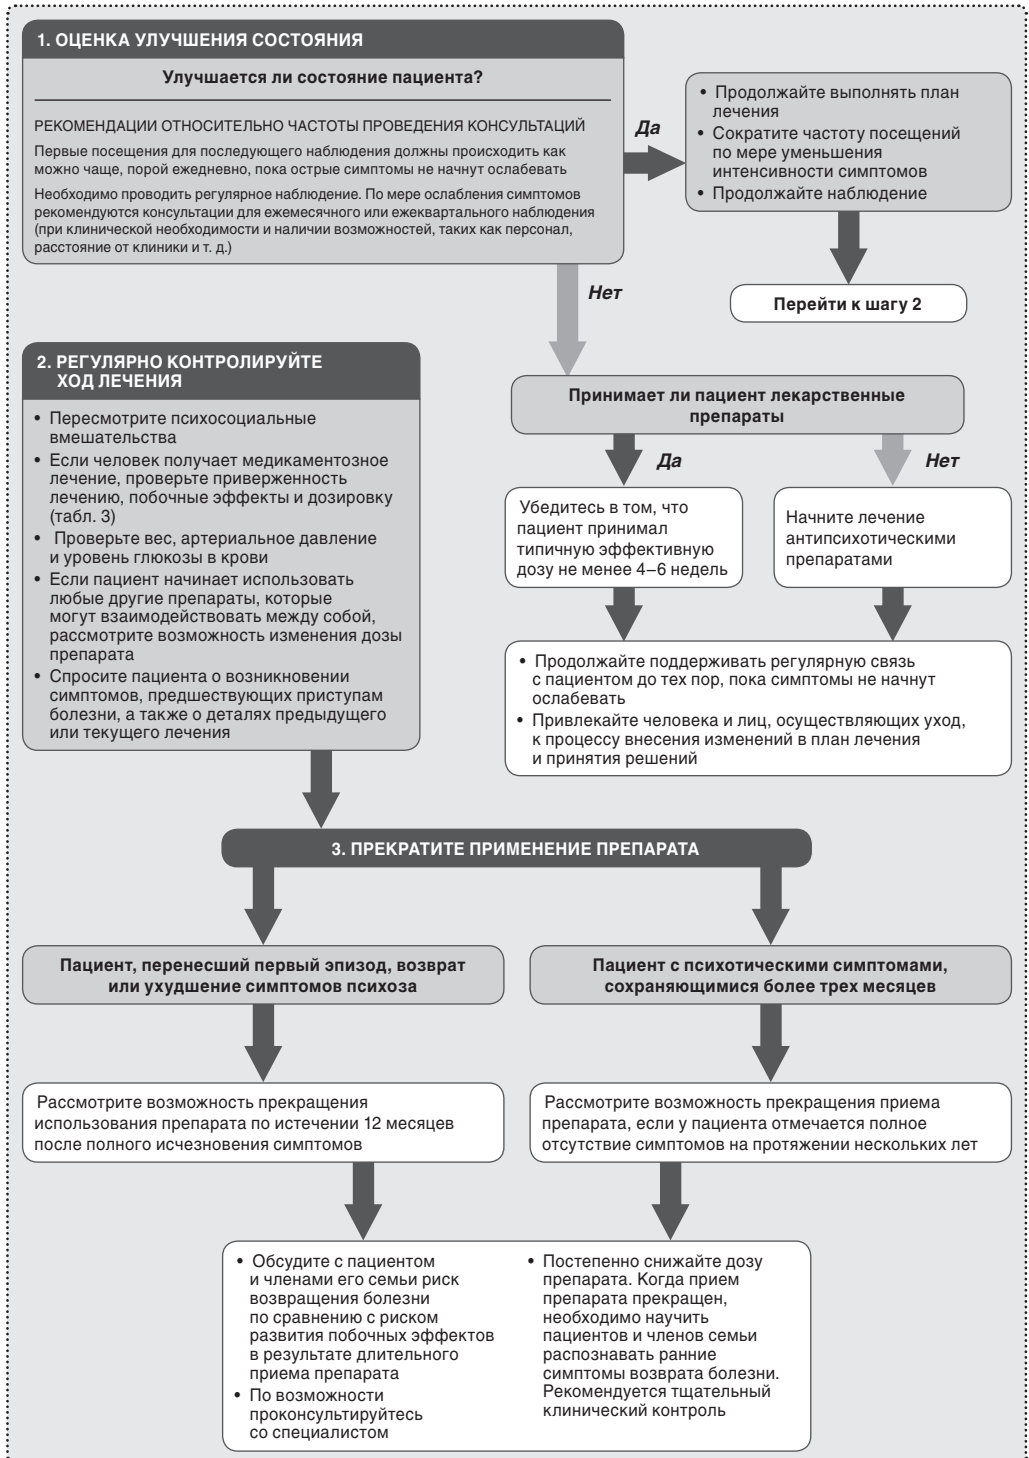 1. ОЦЕНКА УЛУЧШЕНИЯ СОСТОЯНИЯ
Улучшается ли состояние пациента?
РЕКОМЕНДАЦИИ ОТНОСИТЕЛЬНО ЧАСТОТЫ ПРОВЕДЕНИЯ КОНСУЛЬТАЦИЙ
Первые посещения для последующего наблюдения должны происходить как
можно чаще, порой ежедневно, пока острые симптомы не начнут ослабевать
Необходимо проводить регулярное наблюдение. По мере ослабления симптомов
рекомендуются консультации для ежемесячного или ежеквартального наблюдения
(при клинической необходимости и наличии возможностей, таких как персонал,
расстояние от клиники и т. д.)
Да
• Продолжайте выполнять план
лечения
• Сократите частоту посещений
по мере уменьшения
интенсивности симптомов
• Продолжайте наблюдение
Перейти к шагу 2
Нет
Принимает ли пациент лекарственные
препараты
Да
Нет
Убедитесь в том, что
пациент принимал
типичную эффективную
дозу не менее 4–6 недель
Начните лечение
антипсихотическими
препаратами
• Продолжайте поддерживать регулярную связь
с пациентом до тех пор, пока симптомы не начнут
ослабевать
• Привлекайте человека и лиц, осуществляющих уход,
к процессу внесения изменений в план лечения
и принятия решений
2. РЕГУЛЯРНО КОНТРОЛИРУЙТЕ
ХОД ЛЕЧЕНИЯ
• Пересмотрите психосоциальные
вмешательства
• Если человек получает медикаментозное
лечение, проверьте приверженность
лечению, побочные эффекты и дозировку
(табл. 3)
• Проверьте вес, артериальное давление
и уровень глюкозы в крови
• Если пациент начинает использовать
любые другие препараты, которые
могут взаимодействовать между собой,
рассмотрите возможность изменения дозы
препарата
• Спросите пациента о возникновении
симптомов, предшествующих приступам
болезни, а также о деталях предыдущего
или текущего лечения
3. ПРЕКРАТИТЕ ПРИМЕНЕНИЕ ПРЕПАРАТА
Пациент, перенесший первый эпизод, возврат
или ухудшение симптомов психоза
Пациент с психотическими симптомами,
сохраняющимися более трех месяцев
Рассмотрите возможность прекращения
использования препарата по истечении 12 месяцев
после полного исчезновения симптомов
Рассмотрите возможность прекращения приема
препарата, если у пациента отмечается полное
отсутствие симптомов на протяжении нескольких лет
• Обсудите с пациентом
и членами его семьи риск
возвращения болезни
по сравнению с риском
развития побочных эффектов
в результате длительного
приема препарата
• По возможности
проконсультируйтесь
со специалистом
• Постепенно снижайте дозу
препарата. Когда прием
препарата прекращен,
необходимо научить
пациентов и членов семьи
распознавать ранние
симптомы возврата болезни.
Рекомендуется тщательный
клинический контроль